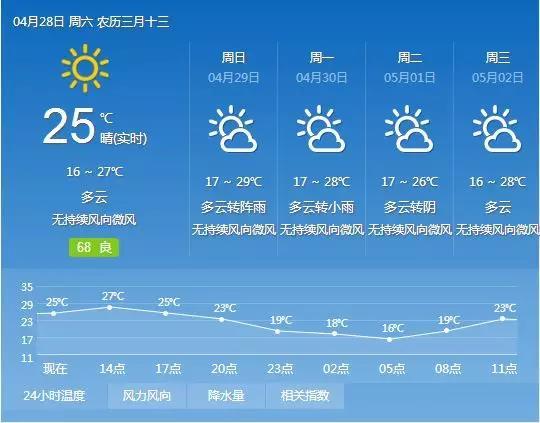 04月28日 周六 农历三月十三
25℃
晴(实时)
16 ~ 27℃
多云
无持续风向微风
68 良
周日
04月29日
17 ~ 29℃
多云转阵雨
无持续风向微风
周一
04月30日
17 ~ 28℃
多云转小雨
无持续风向微风
周二
05月01日
17 ~ 26℃
多云转阴
无持续风向微风
周三
05月02日
16 ~ 28℃
多云
无持续风向微风
35
29
23
17
11
25℃ 27℃ 25℃ 23℃ 19℃ 18℃ 16℃ 19℃ 23℃
现在 14点 17点 20点 23点 02点 05点 08点 11点
24小时温度 风力风向 降水量 相关指数